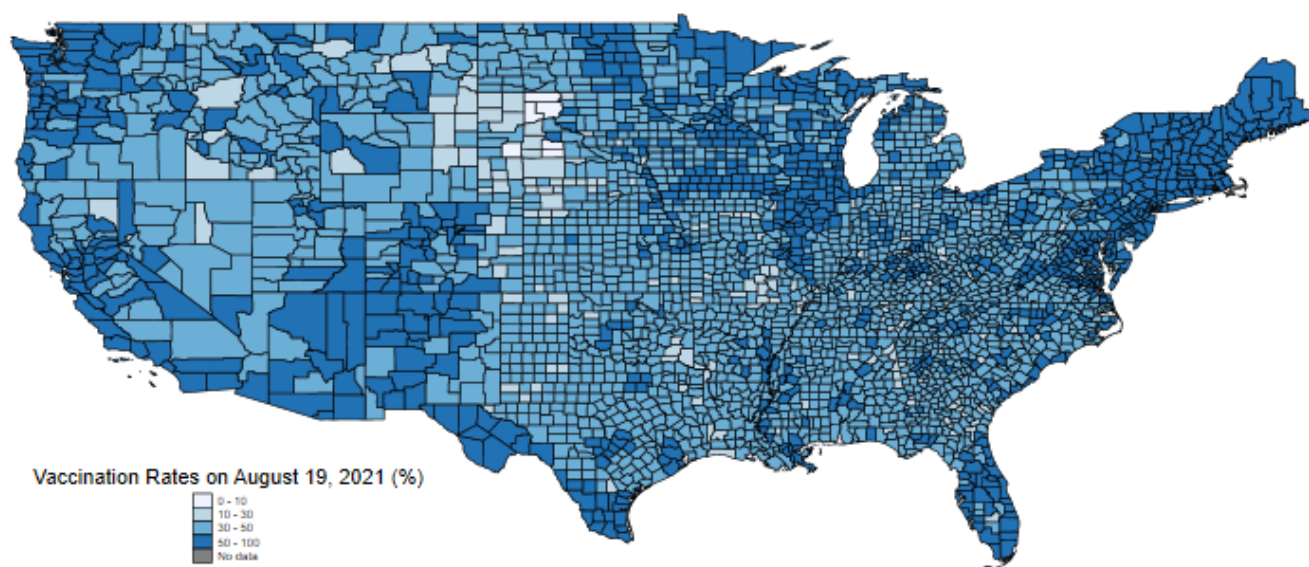 Vaccination Rates on August 19, 2021 (%)
0 - 10
10 - 30
30 - 50
50 - 100
No data